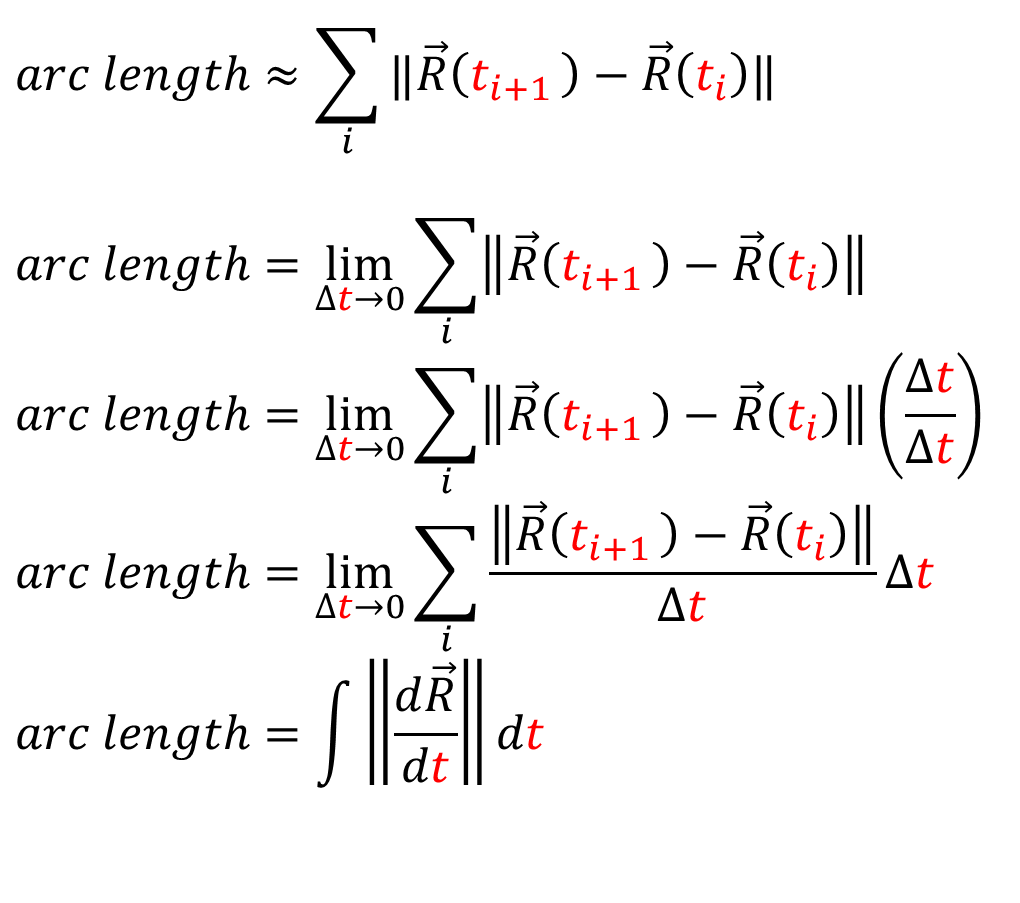 arc length ≈ ∑_i ‖R⃗(t_{i+1}) − R⃗(t_i)‖
arc length = lim_{Δt→0} ∑_i ‖R⃗(t_{i+1}) − R⃗(t_i)‖
arc length = lim_{Δt→0} ∑_i ‖R⃗(t_{i+1}) − R⃗(t_i)‖ (Δt/Δt)
arc length = lim_{Δt→0} ∑_i ‖R⃗(t_{i+1}) − R⃗(t_i)‖/Δt Δt
arc length = ∫ ‖dR⃗/dt‖ dt